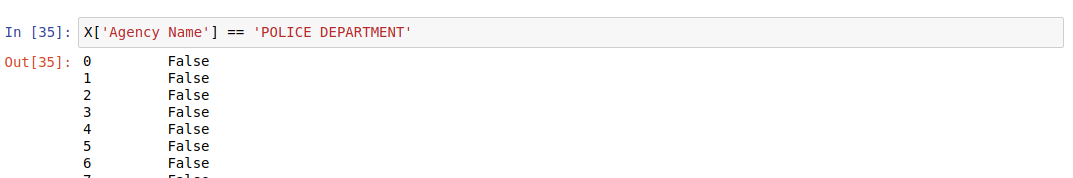 In [35]: X['Agency Name'] == 'POLICE DEPARTMENT'
Out[35]: 0 False
1 False
2 False
3 False
4 False
5 False
6 False